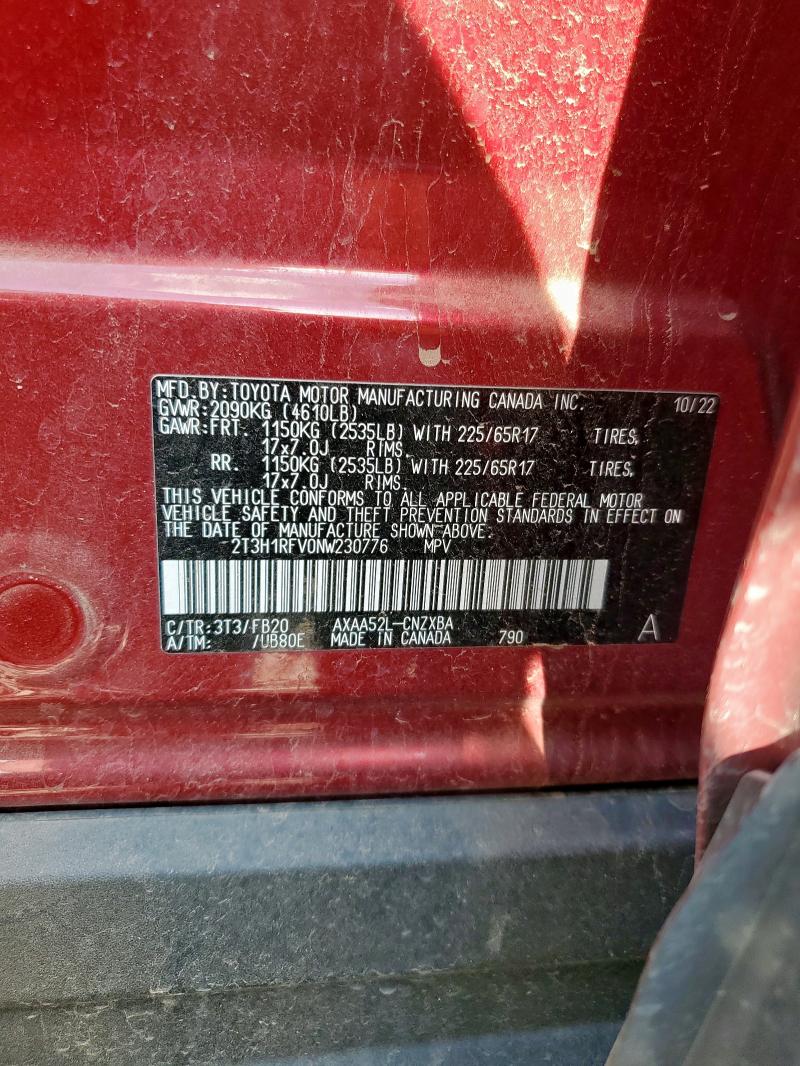 MFD.BY:TOYOTA MOTOR MANUFACTURING CANADA INC. 10/22
GVWR:2090KG (4610LB)
GAWR:FRT. 1150KG (2535LB) WITH 225/65R17 TIRES,
17x7.0J RIMS.
RR. 1150KG (2535LB) WITH 225/65R17 TIRES,
17x7.0J RIMS.
THIS VEHICLE CONFORMS TO ALL APPLICABLE FEDERAL MOTOR
VEHICLE SAFETY AND THEFT PREVENTION STANDARDS IN EFFECT ON
THE DATE OF MANUFACTURE SHOWN ABOVE:
2T3H1RFV0NW230776 MPV
C/TR:3T3/FB20 AXAA52L-CNZXBA
A/TM: /UB80E MADE IN CANADA 790 A